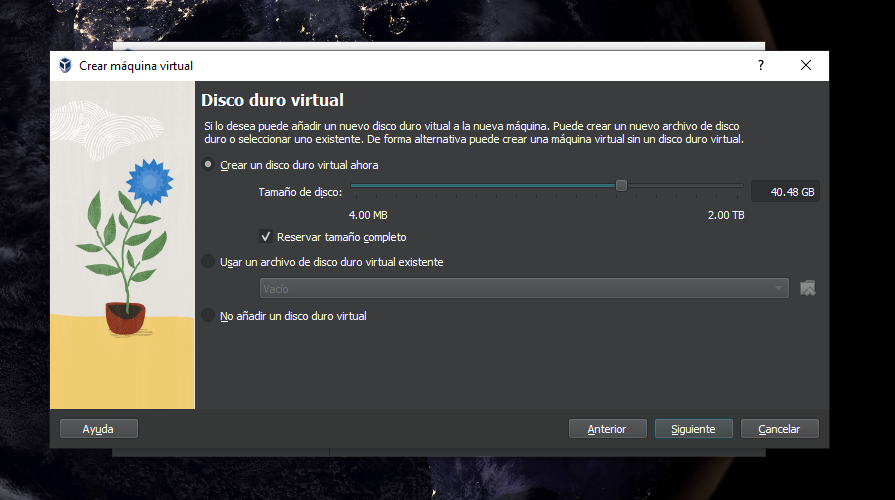 Crear máquina virtual
?
Disco duro virtual
Si lo desea puede añadir un nuevo disco duro vitual a la nueva máquina. Puede crear un nuevo archivo de disco
duro o seleccionar uno existente. De forma alternativa puede crear una máquina virtual sin un disco duro virtual.
Crear un disco duro virtual ahora
Tamaño de disco:
40.48 GB
4.00 MB
2.00 TB
Reservar tamaño completo
Usar un archivo de disco duro virtual existente
Vacío
No añadir un disco duro virtual
Ayuda
Anterior
Siguiente
Cancelar